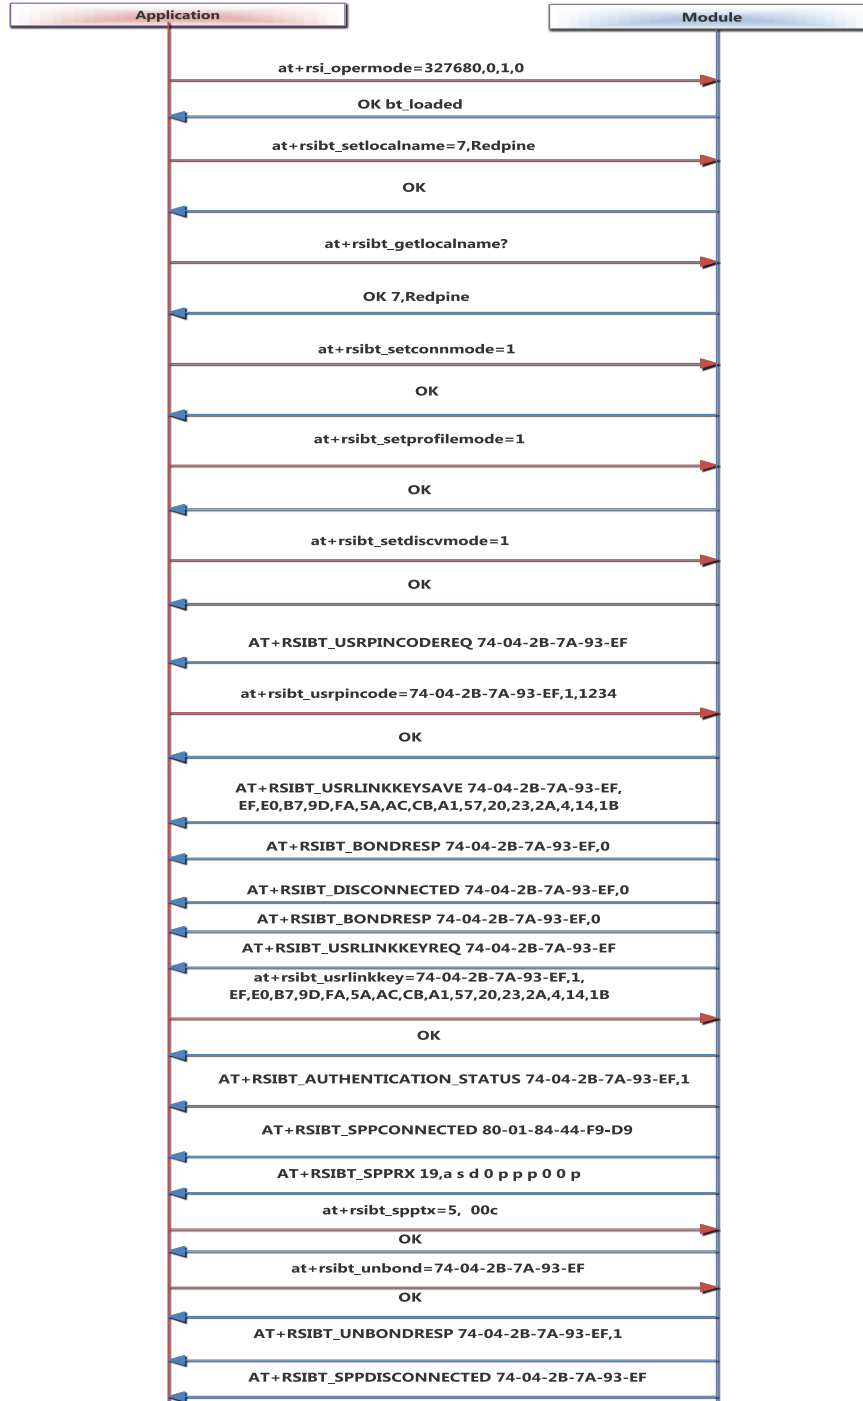 Application
Module
at+rsi_opermode=327680,0,1,0
OK bt_loaded
at+rsibt_setlocalname=7,Redpine
OK
at+rsibt_getlocalname?
OK 7,Redpine
at+rsibt_setconnmode=1
OK
at+rsibt_setprofilemode=1
OK
at+rsibt_setdiscvmode=1
OK
AT+RSIBT_USRPINCODEREQ 74-04-2B-7A-93-EF
at+rsibt_usrpincode=74-04-2B-7A-93-EF,1,1234
OK
AT+RSIBT_USRLINKKEYSAVE 74-04-2B-7A-93-EF,
EF,E0,B7,9D,FA,5A,AC,CB,A1,57,20,23,2A,4,14,1B
AT+RSIBT_BONDRESP 74-04-2B-7A-93-EF,0
AT+RSIBT_DISCONNECTED 74-04-2B-7A-93-EF,0
AT+RSIBT_BONDRESP 74-04-2B-7A-93-EF,0
AT+RSIBT_USRLINKKEYREQ 74-04-2B-7A-93-EF
at+rsibt_usrlinkkey=74-04-2B-7A-93-EF,1,
EF,E0,B7,9D,FA,5A,AC,CB,A1,57,20,23,2A,4,14,1B
OK
AT+RSIBT_AUTHENTICATION_STATUS 74-04-2B-7A-93-EF,1
AT+RSIBT_SPPCONNECTED 80-01-84-44-F9-D9
AT+RSIBT_SPPRX 19,a s d 0 p p p 0 0 p
at+rsibt_spptx=5, 00c
OK
at+rsibt_unbond=74-04-2B-7A-93-EF
OK
AT+RSIBT_UNBONDRESP 74-04-2B-7A-93-EF,1
AT+RSIBT_SPPDISCONNECTED 74-04-2B-7A-93-EF